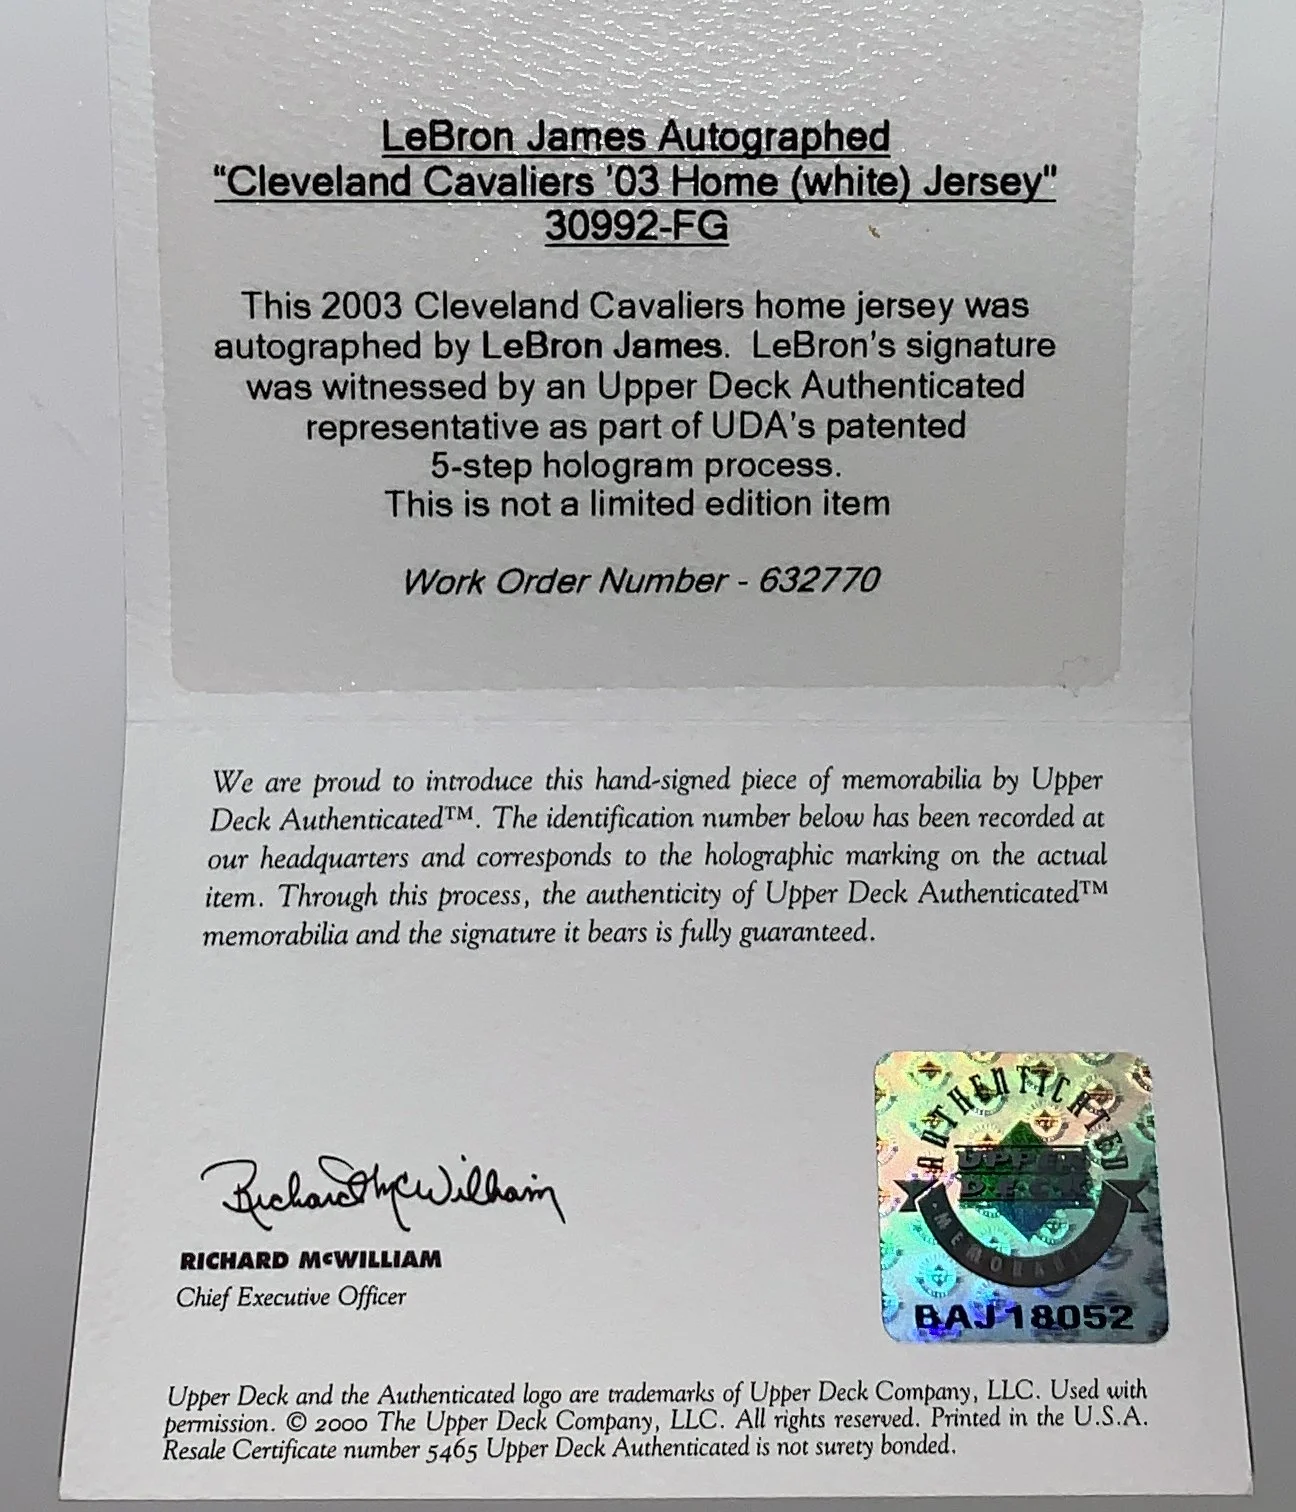 LeBron James Autographed
"Cleveland Cavaliers '03 Home (white) Jersey"
30992-FG
This 2003 Cleveland Cavaliers home jersey was
autographed by LeBron James. LeBron's signature
was witnessed by an Upper Deck Authenticated
representative as part of UDA's patented
5-step hologram process.
This is not a limited edition item
Work Order Number - 632770
We are proud to introduce this hand-signed piece of memorabilia by Upper
Deck Authenticated™. The identification number below has been recorded at
our headquarters and corresponds to the holographic marking on the actual
item. Through this process, the authenticity of Upper Deck Authenticated™
memorabilia and the signature it bears is fully guaranteed.
Richard McWilliam
RICHARD McWILLIAM
Chief Executive Officer
AUTHENTICATED
UPPER
DECK
BAJ18052
Upper Deck and the Authenticated logo are trademarks of Upper Deck Company, LLC. Used with
permission. © 2000 The Upper Deck Company, LLC. All rights reserved. Printed in the U.S.A.
Resale Certificate number 5465 Upper Deck Authenticated is not surety bonded.